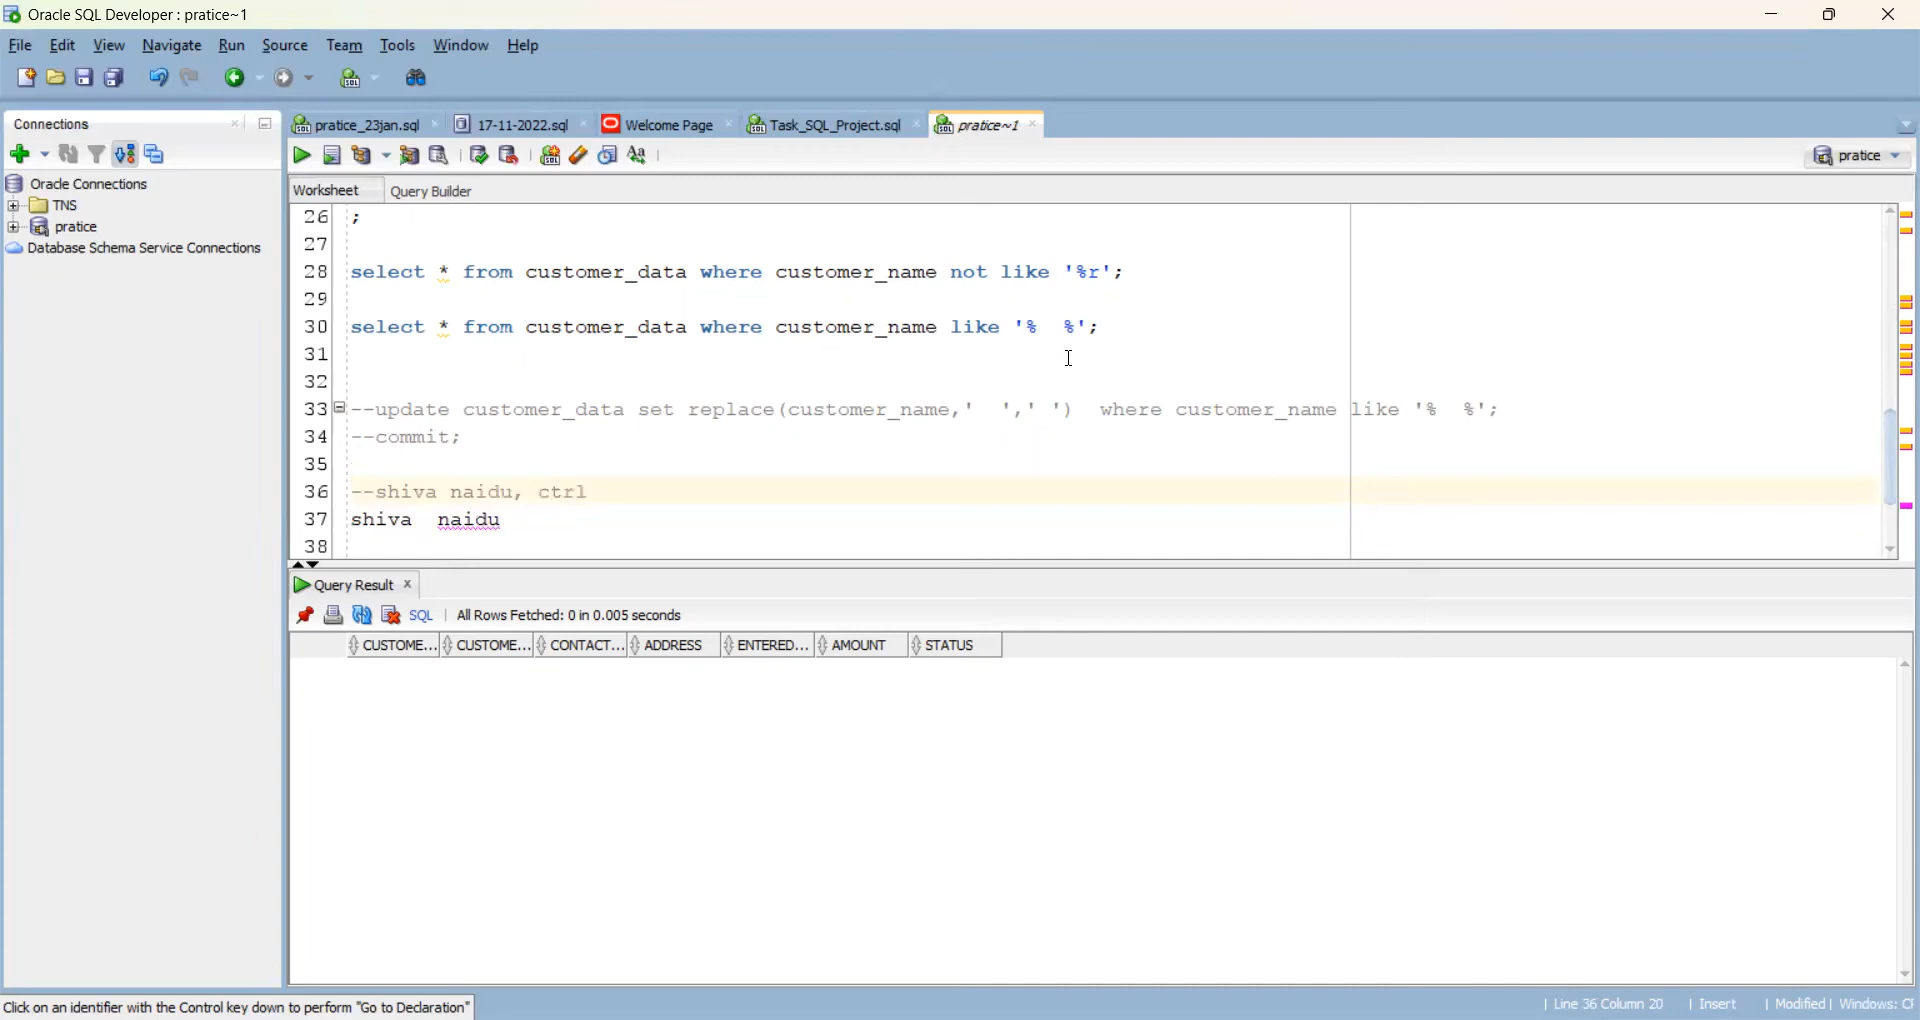 Oracle SQL Developer : pratice~1
File Edit View Navigate Run Source Team Tools Window Help
Connections
pratice_23jan.sql 17-11-2022.sql Welcome Page Task_SQL_Project.sql pratice~1
pratice
Oracle Connections
TNS
pratice
Database Schema Service Connections
Worksheet Query Builder
26 ;
27
28 select * from customer_data where customer_name not like '%r';
29
30 select * from customer_data where customer_name like '%  %';
31
32
33 --update customer_data set replace(customer_name,'  ',' ')  where customer_name like '%  %';
34 --commit;
35
36 --shiva naidu, ctrl
37 shiva  naidu
38
Query Result
SQL | All Rows Fetched: 0 in 0.005 seconds
CUSTOME... CUSTOME... CONTACT... ADDRESS ENTERED... AMOUNT STATUS
Click on an identifier with the Control key down to perform "Go to Declaration"
| Line 36 Column 20 | Insert | Modified | Windows: CF